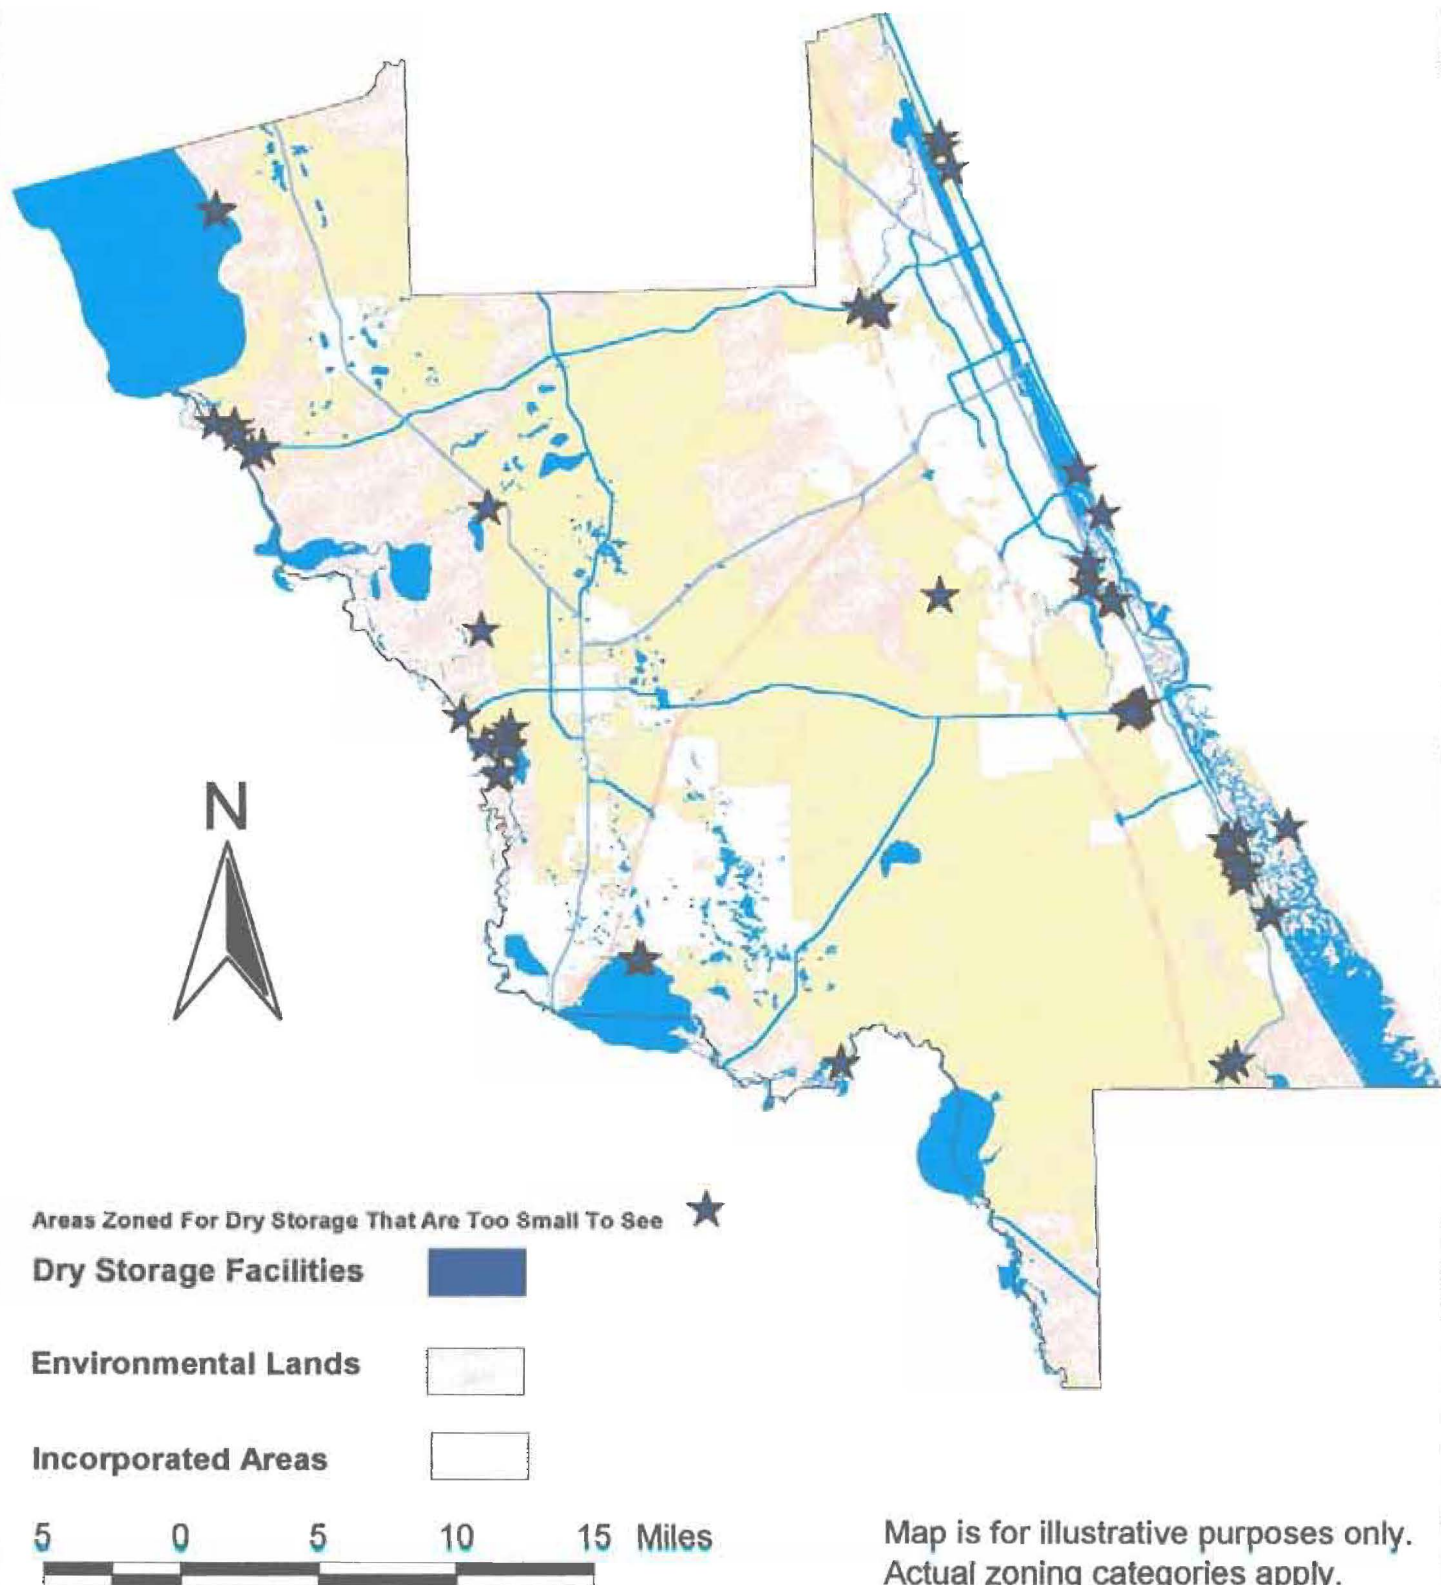 N
Areas Zoned For Dry Storage That Are Too Small To See
Dry Storage Facilities
Environmental Lands
Incorporated Areas
5 0 5 10 15 Miles
Map is for illustrative purposes only.
Actual zoning categories apply.